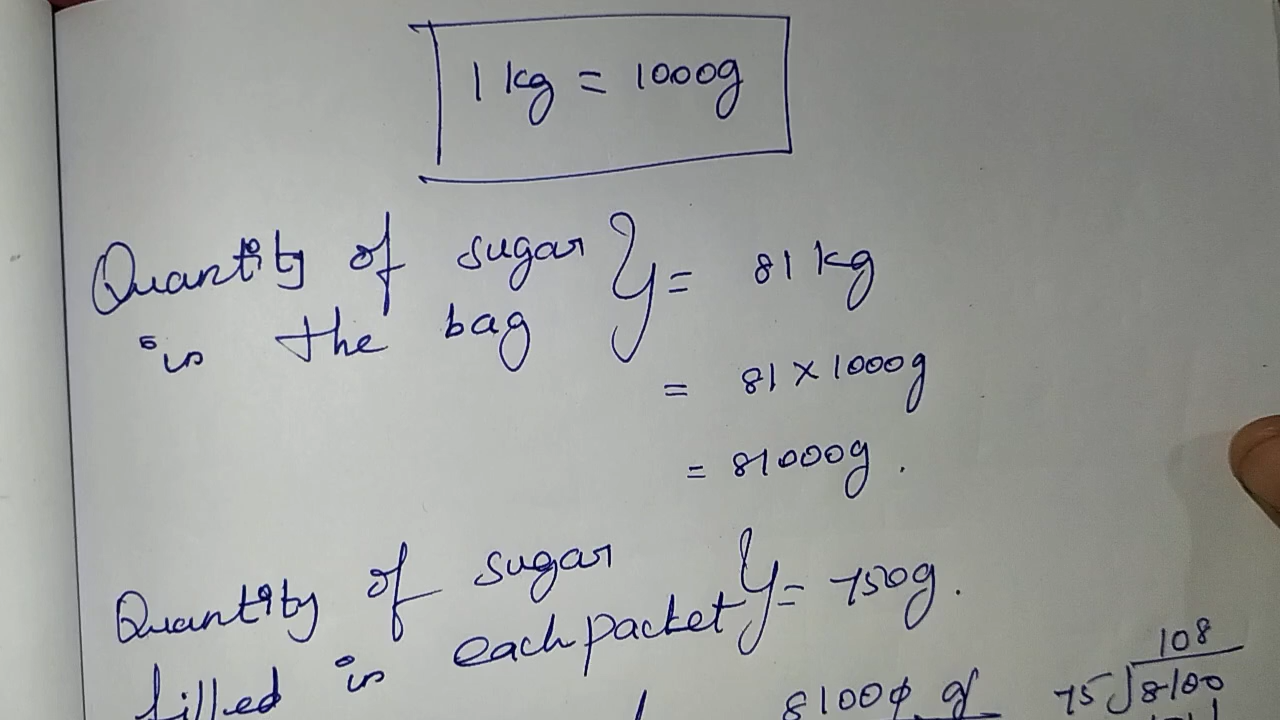 1 kg = 1000g
Quantity of sugar } = 81 kg
in the bag
= 81 x 1000g
= 81000g .
Quantity of sugar } = 750g .
filled in each packet
108
81000 g 75 ) 8100